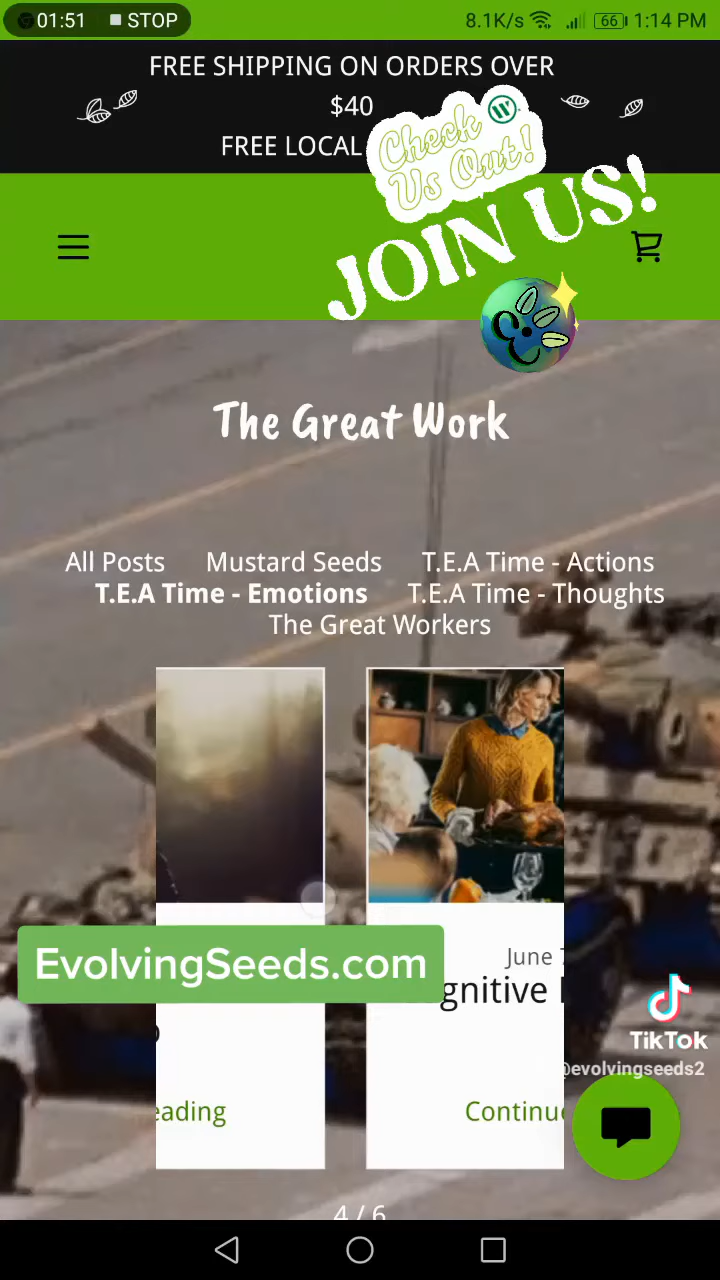 01:51 STOP 8.1K/s 66 1:14 PM
FREE SHIPPING ON ORDERS OVER
$40
FREE LOCAL
Check
Us Out!
JOIN US!
The Great Work
All Posts Mustard Seeds T.E.A Time - Actions
T.E.A Time - Emotions T.E.A Time - Thoughts
The Great Workers
EvolvingSeeds.com
June 7
gnitive
eading
Continue
TikTok
@evolvingseeds2
4 / 6